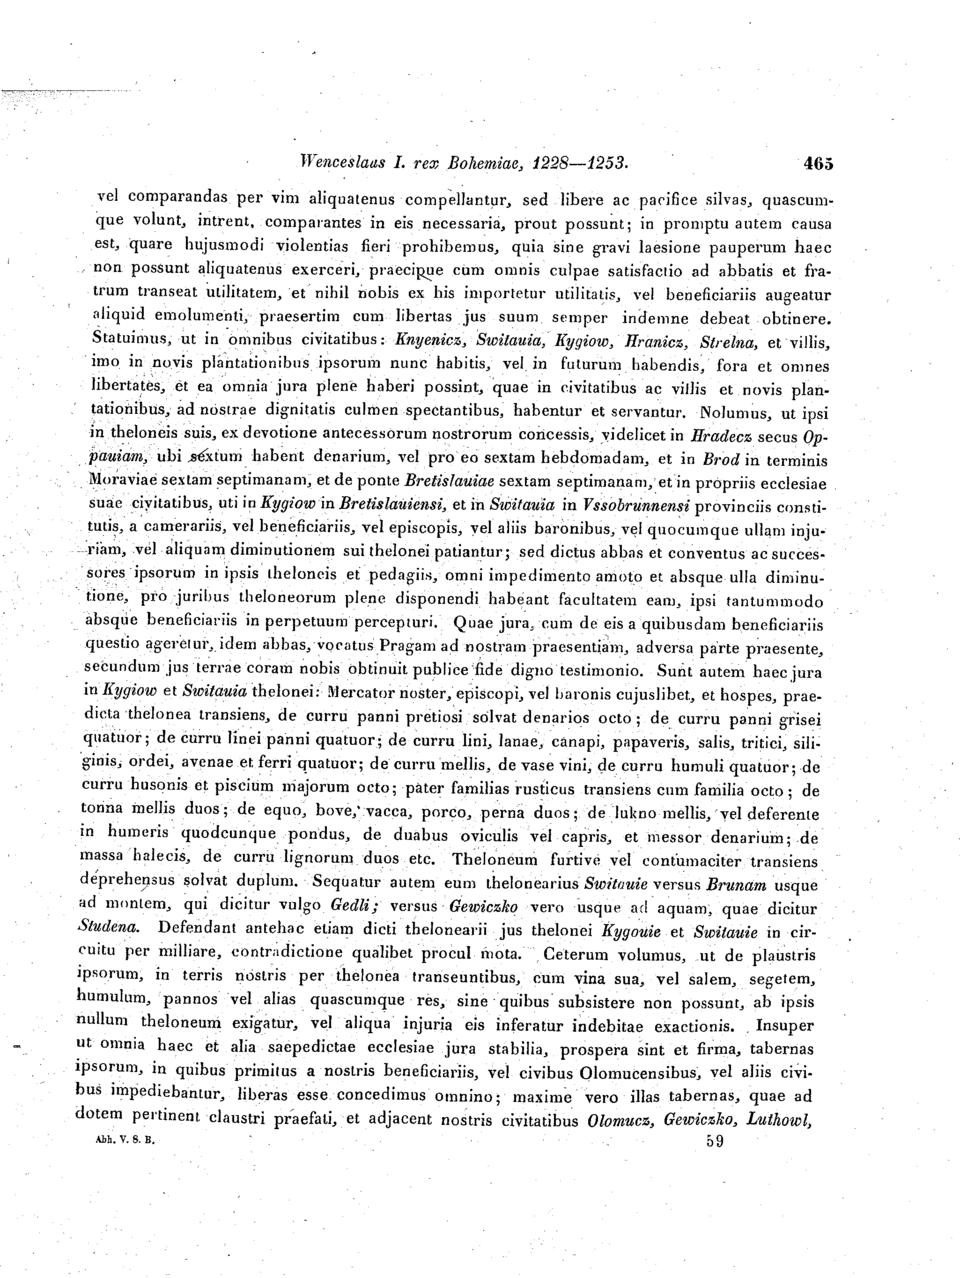 Wenceslaus I. rex Bohemiae, 1228—1253. 465
vel comparandas per vim aliquatenus compellantur, sed libere ac pacifice silvas, quascum-
que volunt, intrent, comparantes in eis necessaria, prout possunt; in promptu autem causa
est, quare hujusmodi violentias fieri prohibemus, quia sine gravi laesione pauperum haec
non possunt aliquatenus exerceri, praecipue cum omnis culpae satisfactio ad abbatis et fra-
trum transeat utilitatem, et nihil nobis ex his importetur utilitatis, vel beneficiariis augeatur
aliquid emolumenti, praesertim cum libertas jus suum semper indemne debeat obtinere.
Statuimus, ut in omnibus civitatibus: Knyenicz, Switauia, Kygiow, Hranicz, Strelna, et villis,
imo in novis plantationibus ipsorum nunc habitis, vel in futurum habendis, fora et omnes
libertates, et ea omnia jura plene haberi possint, quae in civitatibus ac villis et novis plan-
tationibus, ad nostrae dignitatis culmen spectantibus, habentur et servantur. Nolumus, ut ipsi
in theloneis suis, ex devotione antecessorum nostrorum concessis, videlicet in Hradecz secus Op-
pauiam, ubi sextum habent denarium, vel pro eo sextam hebdomadam, et in Brod in terminis
Moraviae sextam septimanam, et de ponte Bretislauiae sextam septimanam, et in propriis ecclesiae
suae civitatibus, uti in Kygiow in Bretislauiensi, et in Switauia in Vssobrunnensi provinciis consti-
tutis, a camerariis, vel beneficiariis, vel episcopis, vel aliis baronibus, vel quocumque ullam inju-
riam, vel aliquam diminutionem sui thelonei patiantur; sed dictus abbas et conventus ac succes-
sores ipsorum in ipsis theloneis et pedagiis, omni impedimento amoto et absque ulla diminu-
tione, pro juribus theloneorum plene disponendi habeant facultatem eam, ipsi tantummodo
absque beneficiariis in perpetuum percepturi. Quae jura, cum de eis a quibusdam beneficiariis
questio ageretur, idem abbas, vocatus Pragam ad nostram praesentiam, adversa parte praesente,
secundum jus terrae coram nobis obtinuit publice fide digno testimonio. Sunt autem haec jura
in Kygiow et Switauia thelonei: Mercator noster, episcopi, vel baronis cujuslibet, et hospes, prae-
dicta thelonea transiens, de curru panni pretiosi solvat denarios octo; de curru panni grisei
quatuor; de curru linei panni quatuor; de curru lini, lanae, canapi, papaveris, salis, tritici, sili-
ginis, ordei, avenae et ferri quatuor; de curru mellis, de vase vini, de curru humuli quatuor; de
curru husonis et piscium majorum octo; pater familias rusticus transiens cum familia octo; de
tonna mellis duos; de equo, bove, vacca, porco, perna duos; de lukno mellis, vel deferente
in humeris quodcunque pondus, de duabus oviculis vel capris, et messor denarium; de
massa halecis, de curru lignorum duos etc. Theloneum furtive vel contumaciter transiens
deprehensus solvat duplum. Sequatur autem eum thelonearius Switauie versus Brunam usque
ad montem, qui dicitur vulgo Gedli; versus Gewiczko vero usque ad aquam, quae dicitur
Studena. Defendant antehac etiam dicti thelonearii jus thelonei Kygouie et Switauie in cir-
cuitu per milliare, contradictione qualibet procul mota. Ceterum volumus, ut de plaustris
ipsorum, in terris nostris per thelonea transeuntibus, cum vina sua, vel salem, segetem,
humulum, pannos vel alias quascumque res, sine quibus subsistere non possunt, ab ipsis
nullum theloneum exigatur, vel aliqua injuria eis inferatur indebitae exactionis. Insuper
ut omnia haec et alia saepedictae ecclesiae jura stabilia, prospera sint et firma, tabernas
ipsorum, in quibus primitus a nostris beneficiariis, vel civibus Olomucensibus, vel aliis civi-
bus impediebantur, liberas esse concedimus omnino; maxime vero illas tabernas, quae ad
dotem pertinent claustri praefati, et adjacent nostris civitatibus Olomucz, Gewiczko, Luthowl,
Abh. V. 8. B. 59